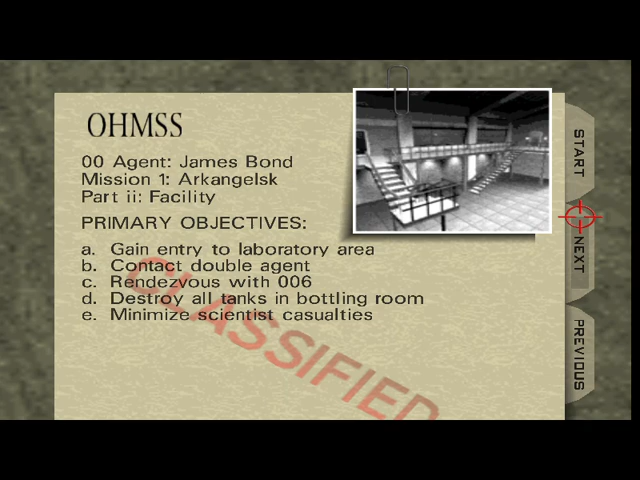 OHMSS
00 Agent: James Bond
Mission 1: Arkangelsk
Part ii: Facility
PRIMARY OBJECTIVES:
a. Gain entry to laboratory area
b. Contact double agent
c. Rendezvous with 006
d. Destroy all tanks in bottling room
e. Minimize scientist casualties
CLASSIFIED
START
NEXT
PREVIOUS